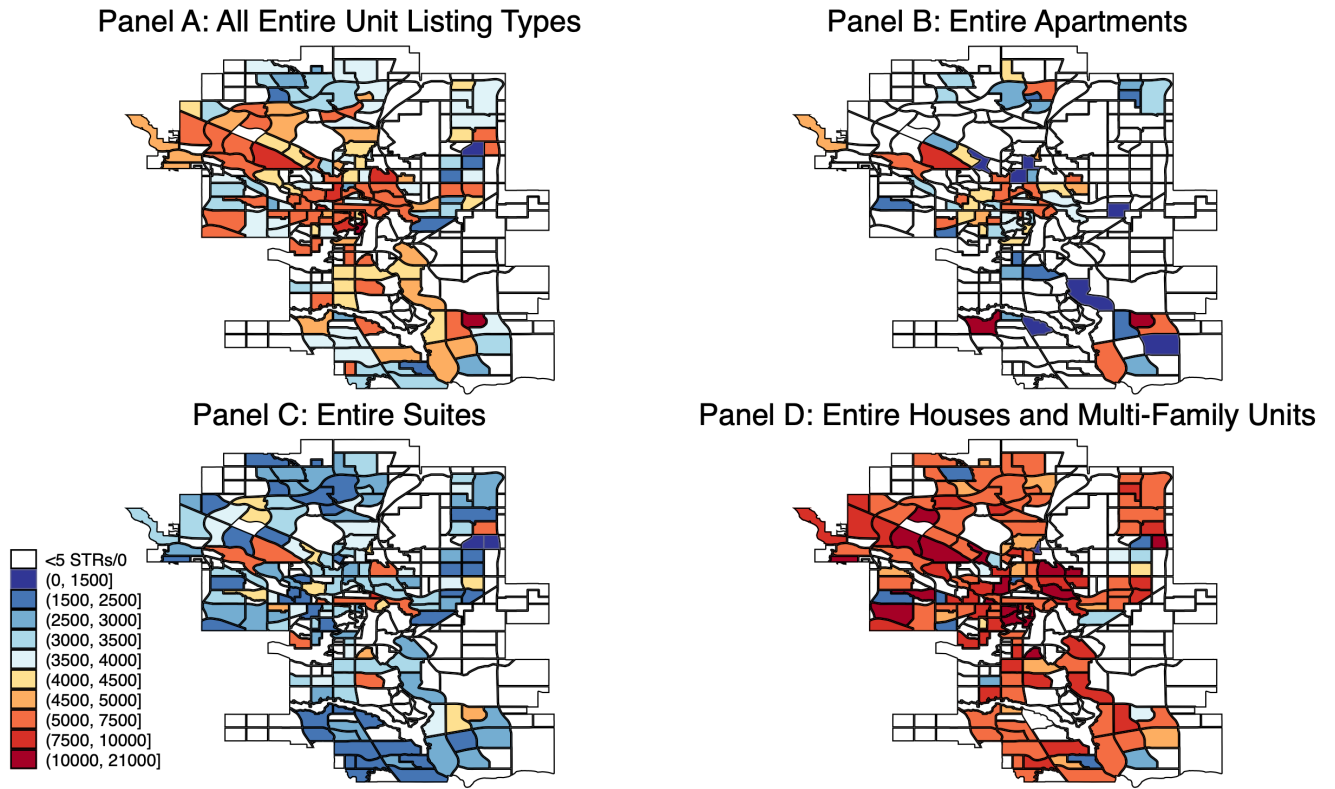 Panel A: All Entire Unit Listing Types
Panel B: Entire Apartments
Panel C: Entire Suites
Panel D: Entire Houses and Multi-Family Units
<5 STRs/0
(0, 1500]
(1500, 2500]
(2500, 3000]
(3000, 3500]
(3500, 4000]
(4000, 4500]
(4500, 5000]
(5000, 7500]
(7500, 10000]
(10000, 21000]